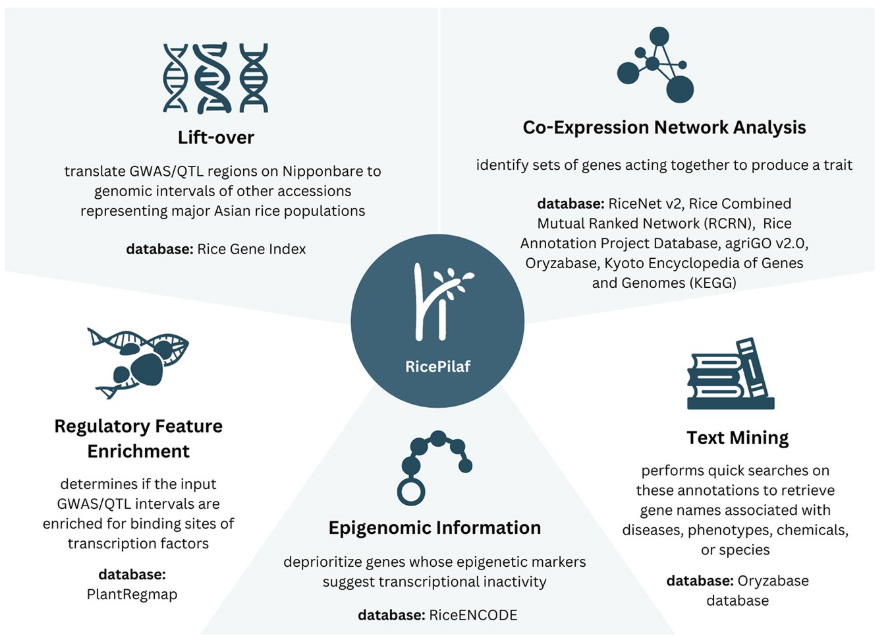 Lift-over
translate GWAS/QTL regions on Nipponbare to
genomic intervals of other accessions
representing major Asian rice populations
database: Rice Gene Index
Co-Expression Network Analysis
identify sets of genes acting together to produce a trait
database: RiceNet v2, Rice Combined
Mutual Ranked Network (RCRN), Rice
Annotation Project Database, agriGO v2.0,
Oryzabase, Kyoto Encyclopedia of Genes
and Genomes (KEGG)
RicePilaf
Regulatory Feature
Enrichment
determines if the input
GWAS/QTL intervals are
enriched for binding sites of
transcription factors
database:
PlantRegmap
Epigenomic Information
deprioritize genes whose epigenetic markers
suggest transcriptional inactivity
database: RiceENCODE
Text Mining
performs quick searches on
these annotations to retrieve
gene names associated with
diseases, phenotypes, chemicals,
or species
database: Oryzabase
database